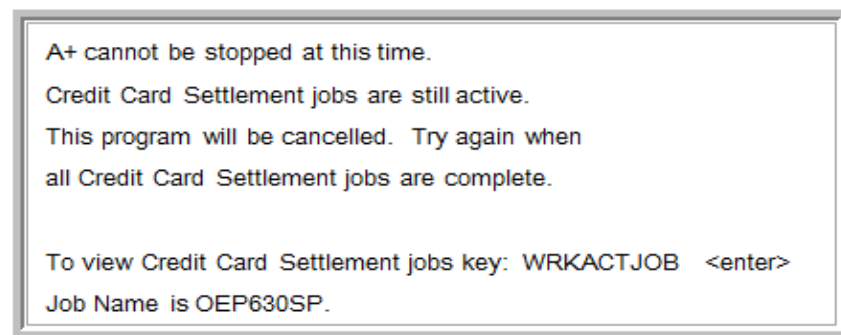 A+ cannot be stopped at this time.
Credit Card Settlement jobs are still active.
This program will be cancelled. Try again when
all Credit Card Settlement jobs are complete.
To view Credit Card Settlement jobs key: WRKACTJOB <enter>
Job Name is OEP630SP.